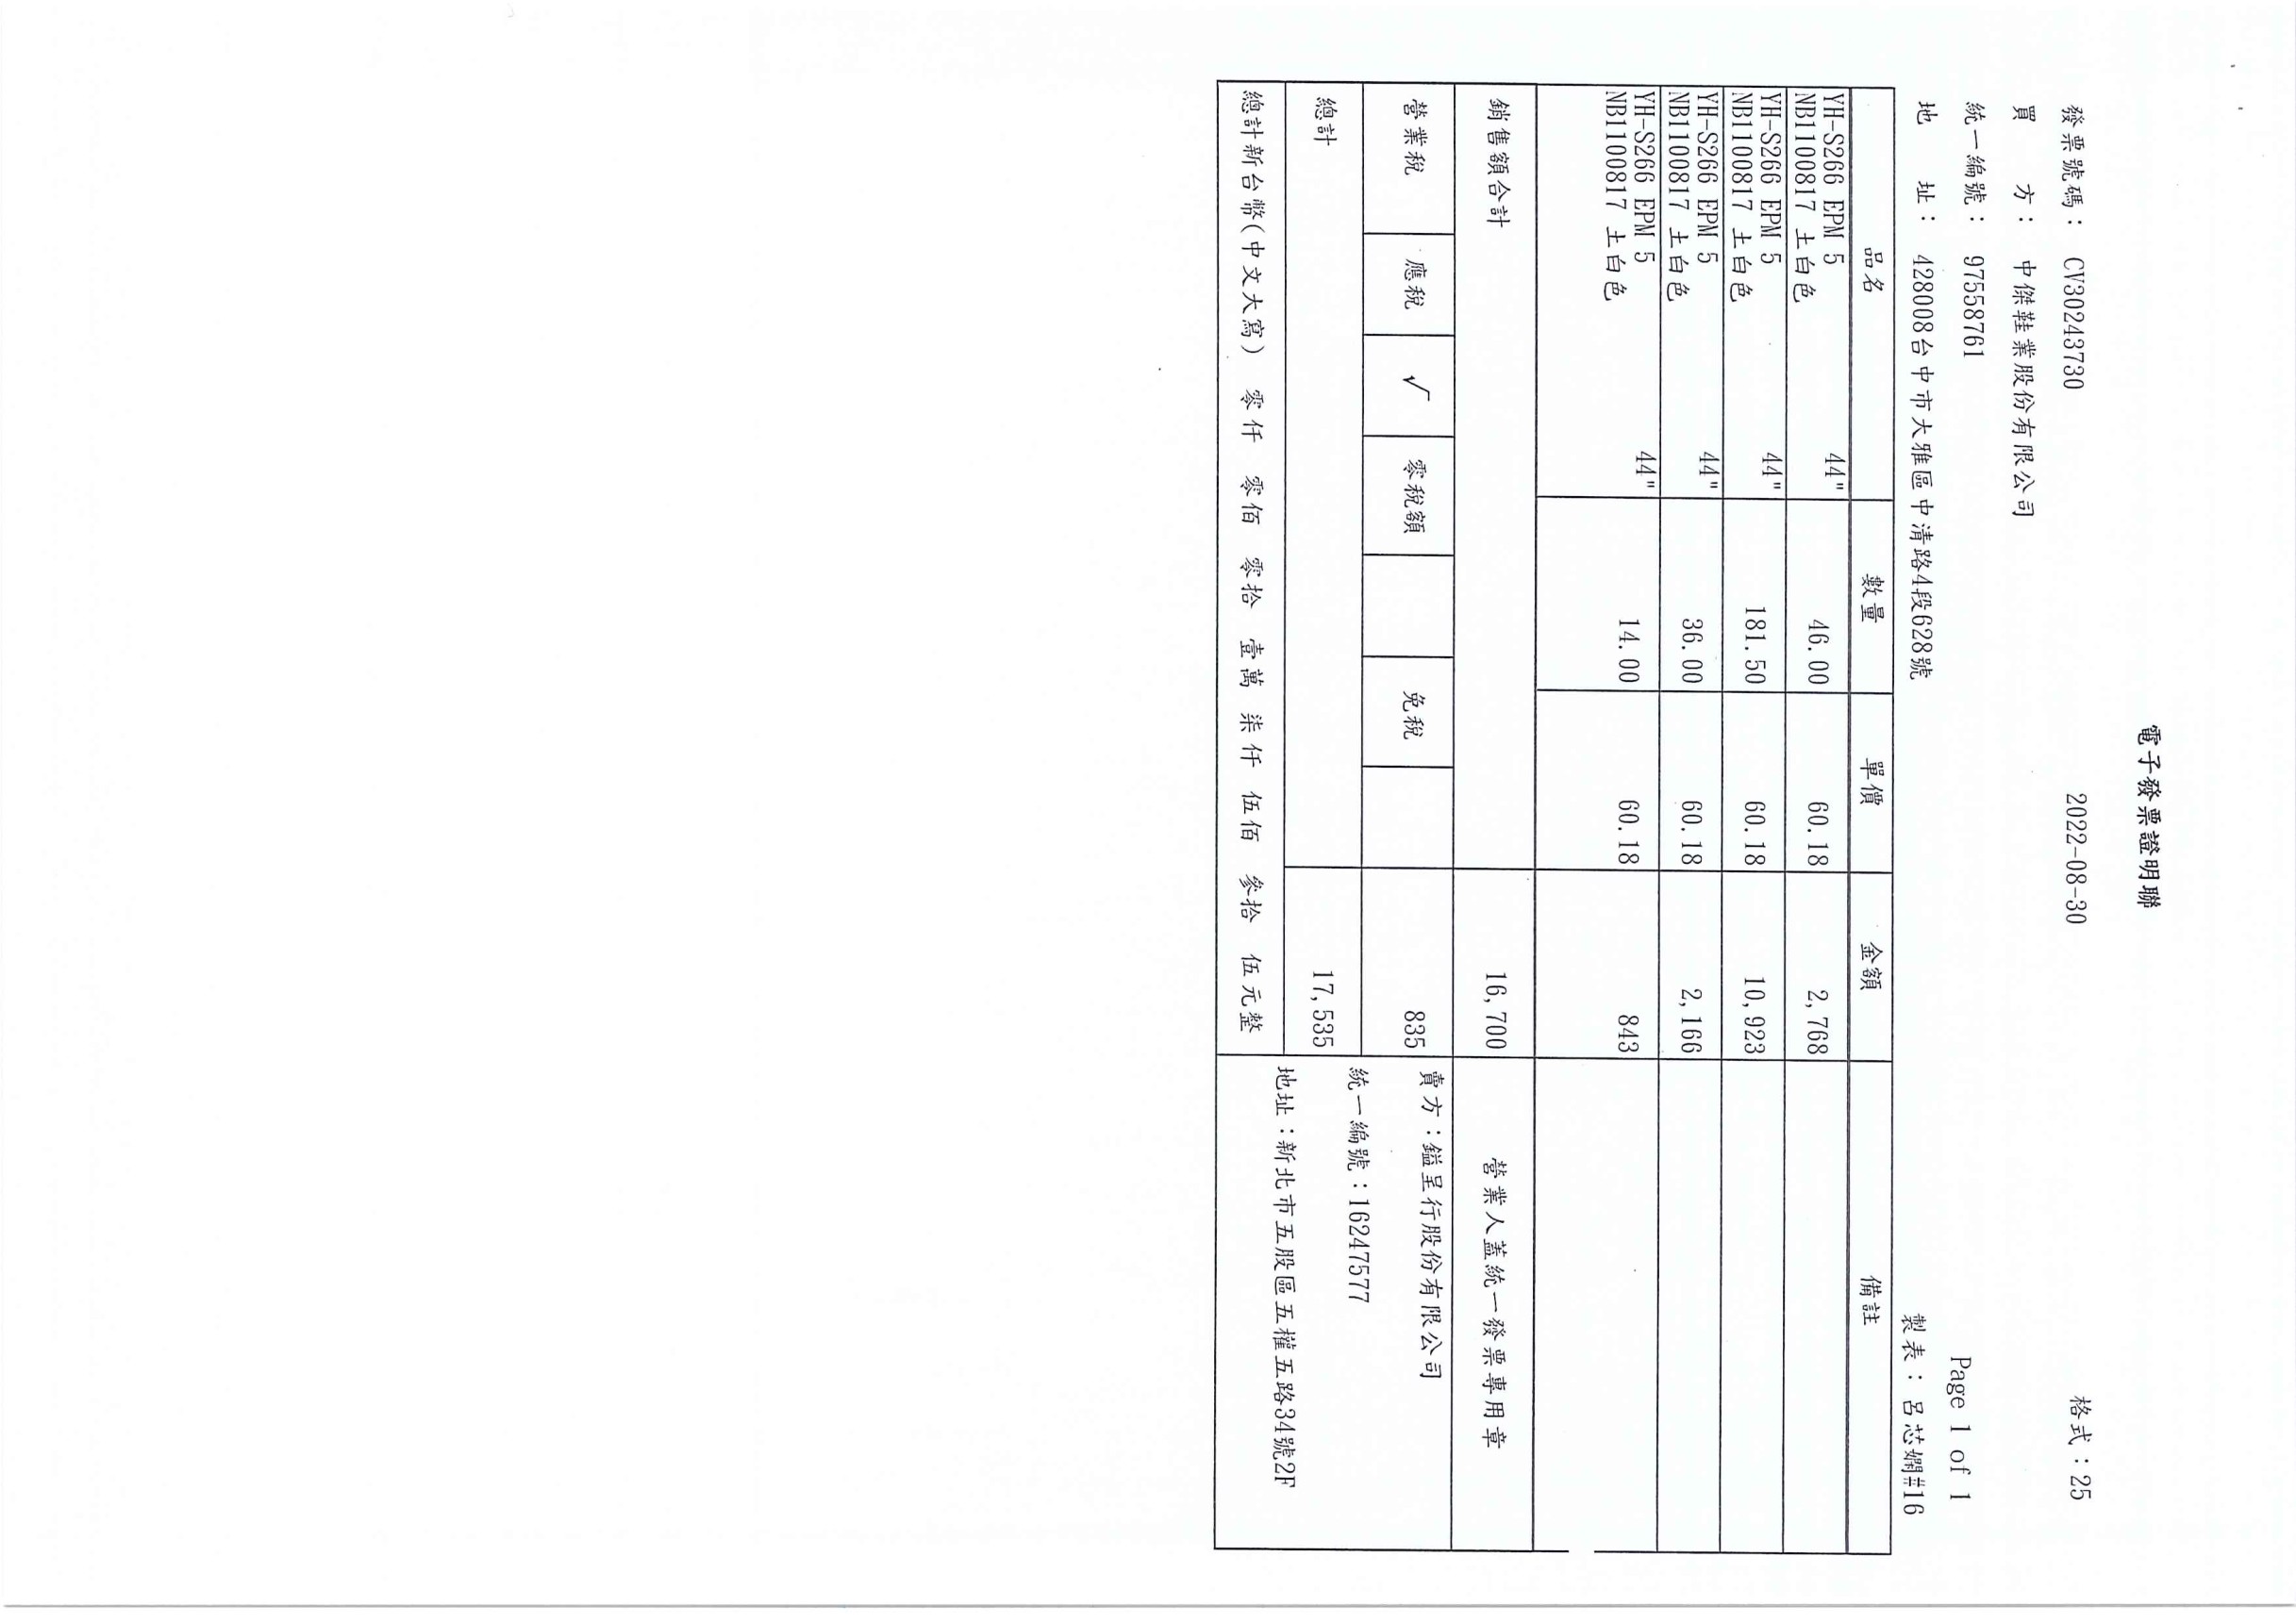 電子發票證明聯
發票號碼： CV30243730 2022-08-30 格式：25
買 方： 中傑鞋業股份有限公司
統一編號： 97558761
Page 1 of 1
地 址： 428008台中市大雅區中清路4段628號
製表：呂芯嫻#16
品名 數量 單價 金額 備註
YH-S266 EPM 5 44"
NB1100817 土白色 46.00 60.18 2,768
YH-S266 EPM 5 44"
NB1100817 土白色 181.50 60.18 10,923
YH-S266 EPM 5 44"
NB1100817 土白色 36.00 60.18 2,166
YH-S266 EPM 5 44"
NB1100817 土白色 14.00 60.18 843
銷售額合計 16,700 營業人蓋統一發票專用章
營業稅 應稅 √ 零稅額 免稅 835
賣方：鎰呈行股份有限公司
統一編號：16247577
總計 17,535
地址：新北市五股區五權五路34號2F
總計新台幣(中文大寫) 零仟 零佰 零拾 壹萬 柒仟 伍佰 參拾 伍元整